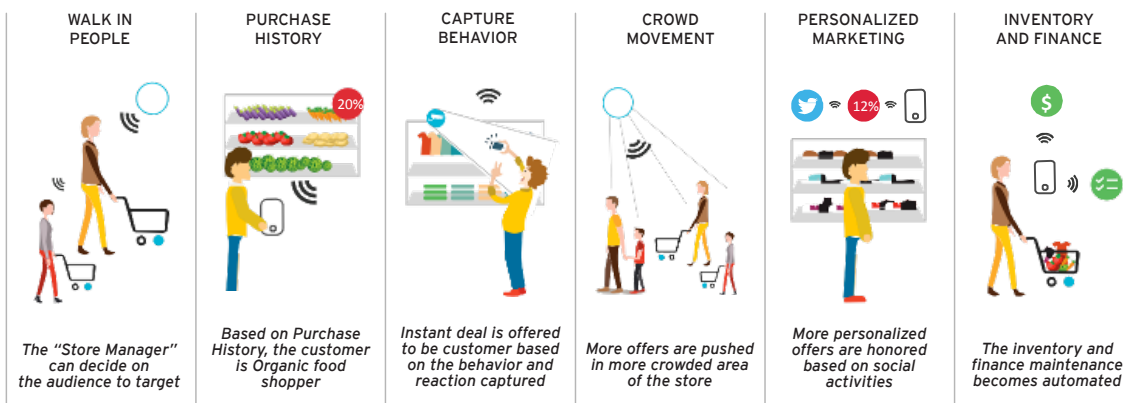 WALK IN
PEOPLE
The “Store Manager”
can decide on
the audience to target
PURCHASE
HISTORY
20%
Based on Purchase
History, the customer
is Organic food
shopper
CAPTURE
BEHAVIOR
Instant deal is offered
to be customer based
on the behavior and
reaction captured
CROWD
MOVEMENT
More offers are pushed
in more crowded area
of the store
PERSONALIZED
MARKETING
12%
More personalized
offers are honored
based on social
activities
INVENTORY
AND FINANCE
$
The inventory and
finance maintenance
becomes automated